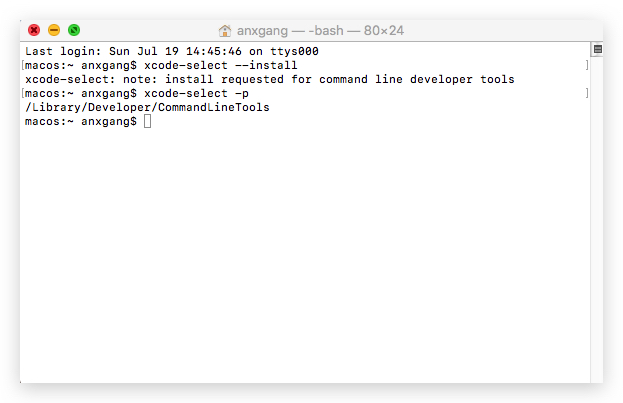 anxgang — -bash — 80×24
Last login: Sun Jul 19 14:45:46 on ttys000
[macos:~ anxgang$ xcode-select --install ]
xcode-select: note: install requested for command line developer tools
[macos:~ anxgang$ xcode-select -p ]
/Library/Developer/CommandLineTools
macos:~ anxgang$